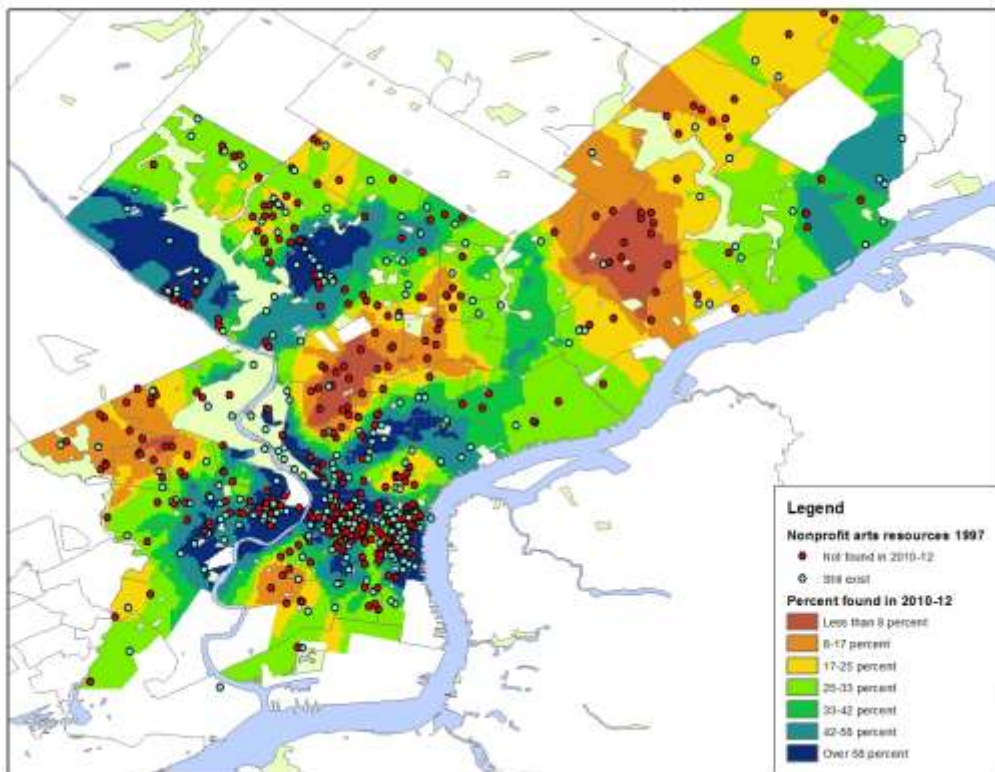 Legend
Nonprofit arts resources 1997
Not found in 2010-12
Still exist
Percent found in 2010-12
Less than 8 percent
8-17 percent
17-25 percent
25-33 percent
33-42 percent
42-58 percent
Over 58 percent